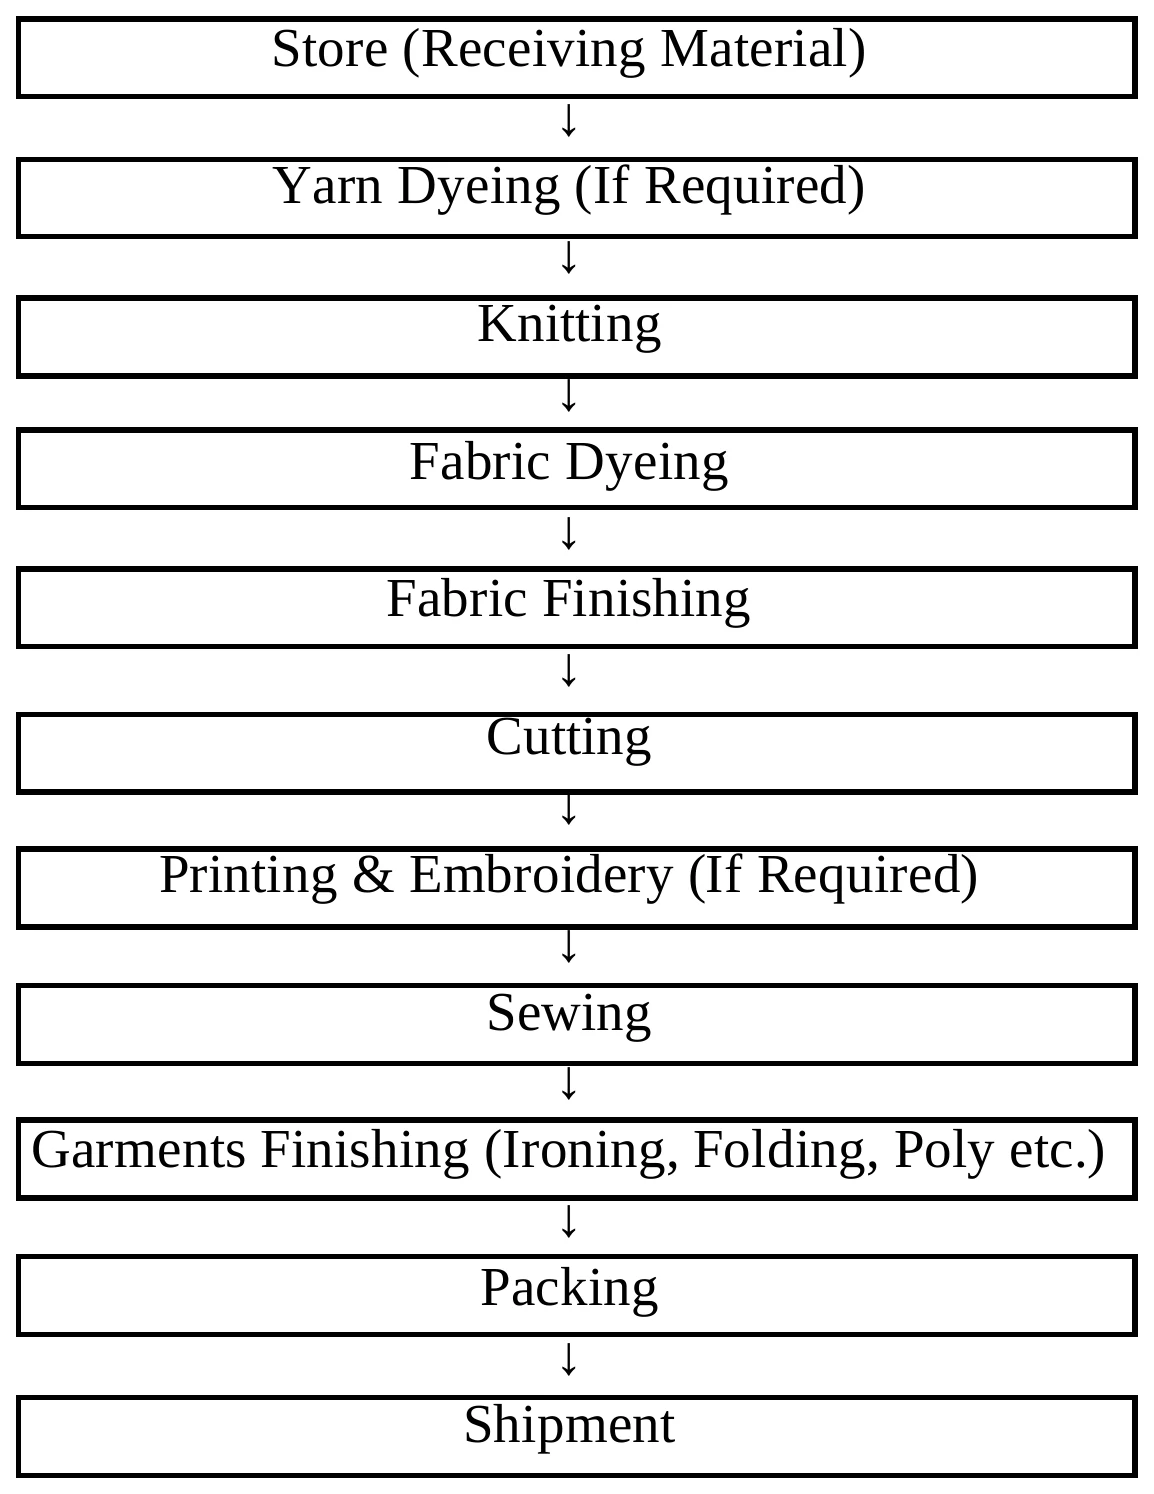 Store (Receiving Material)
↓
Yarn Dyeing (If Required)
↓
Knitting
↓
Fabric Dyeing
↓
Fabric Finishing
↓
Cutting
↓
Printing & Embroidery (If Required)
↓
Sewing
↓
Garments Finishing (Ironing, Folding, Poly etc.)
↓
Packing
↓
Shipment